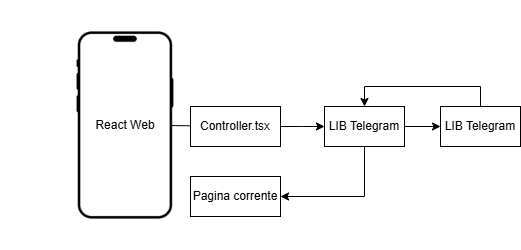 React Web
Controller.tsx
LIB Telegram
LIB Telegram
Pagina corrente